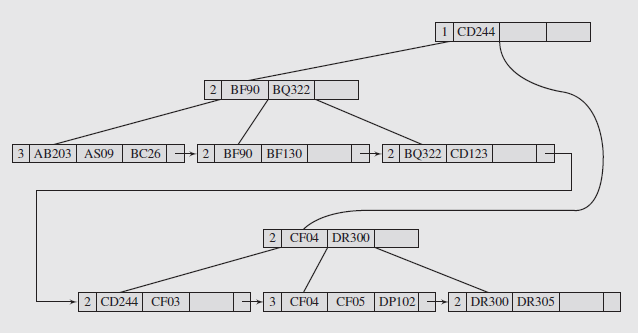 1 CD244
2 BF90 BQ322
3 AB203 AS09 BC26 2 BF90 BF130 2 BQ322 CD123
2 CF04 DR300
2 CD244 CF03 3 CF04 CF05 DP102 2 DR300 DR305